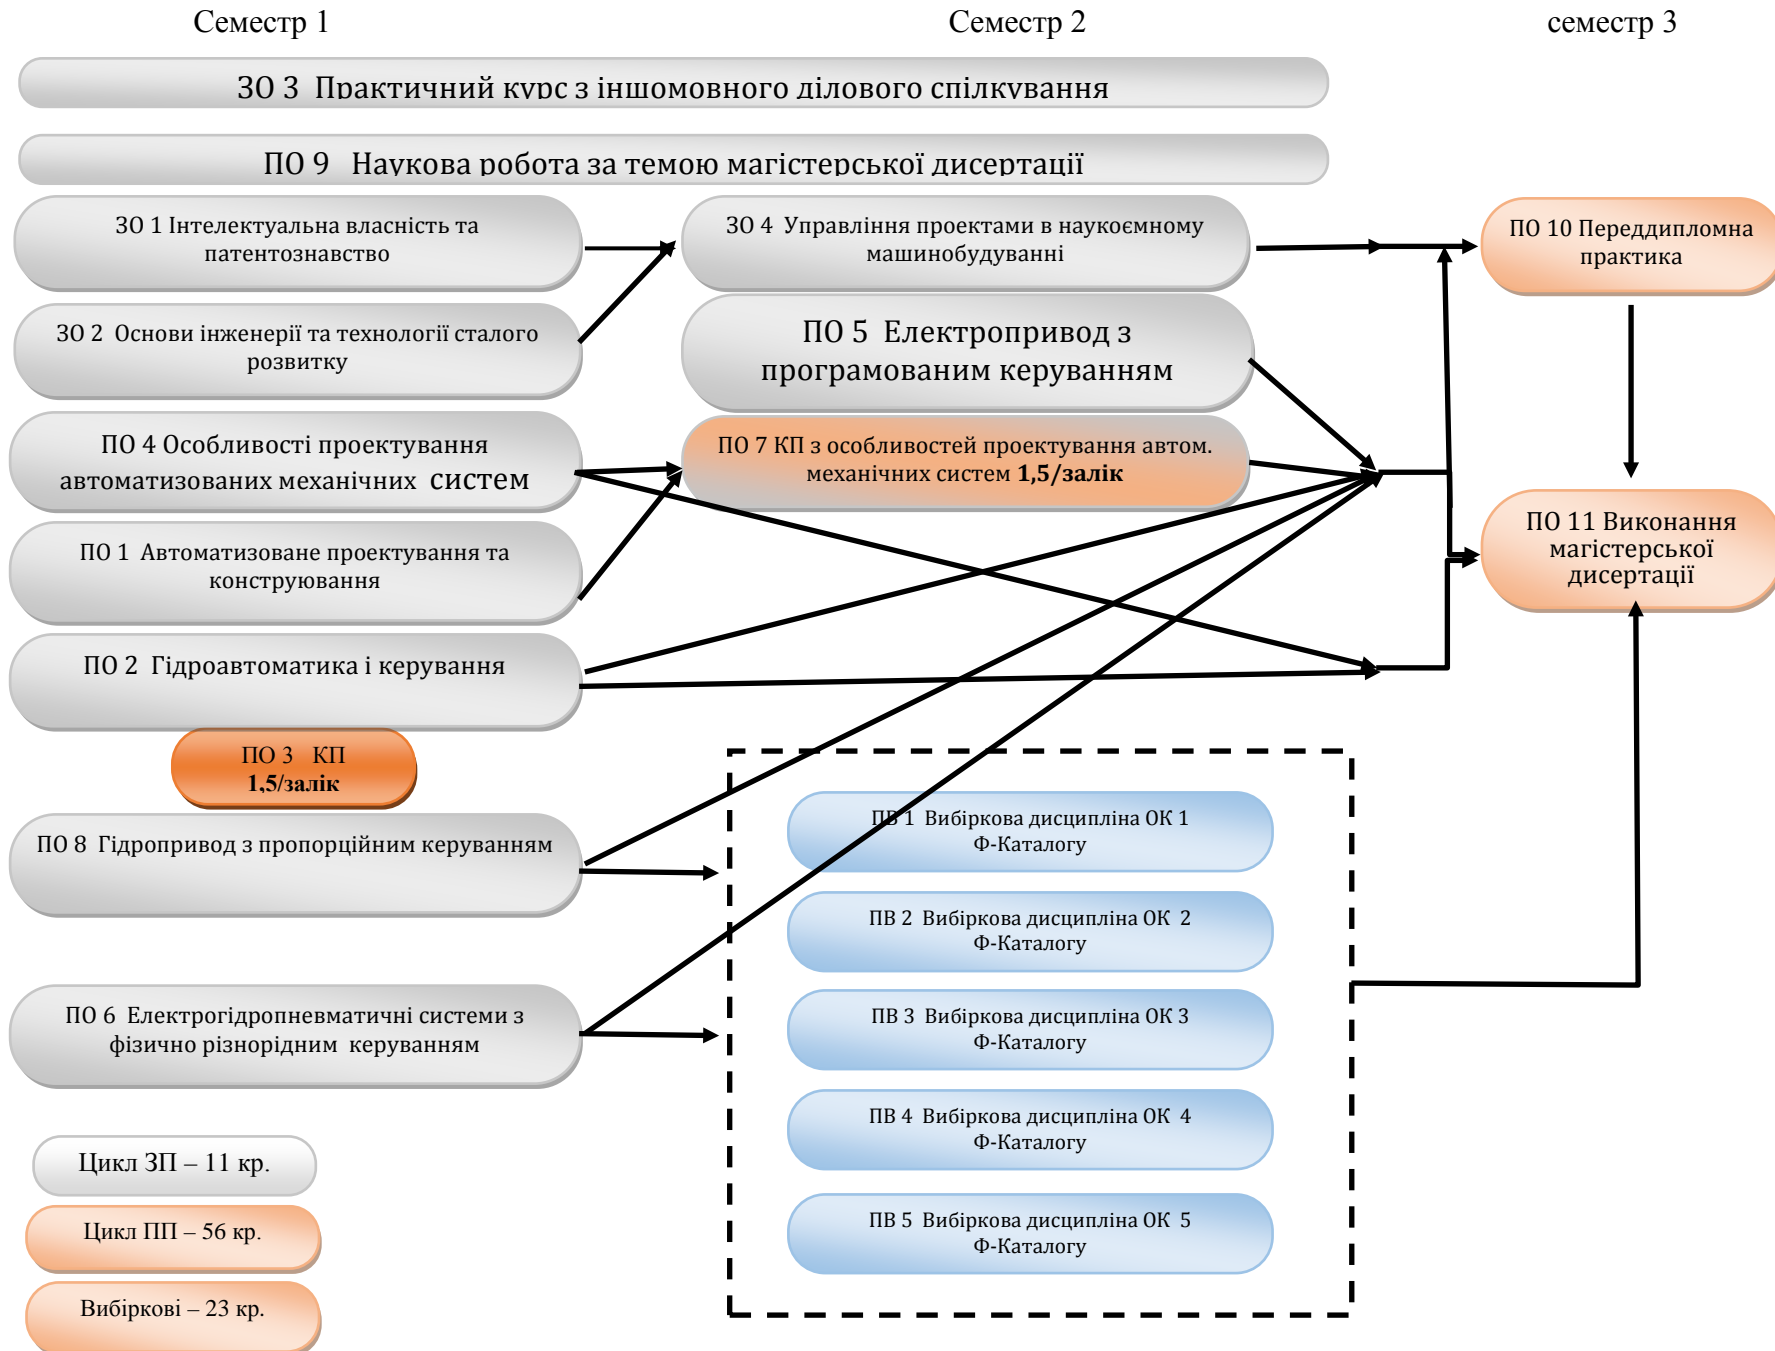 Семестр 1
Семестр 2
семестр 3
ЗО 3 Практичний курс з іншомовного ділового спілкування
ПО 9 Наукова робота за темою магістерської дисертації
ЗО 1 Інтелектуальна власність та
патентознавство
ЗО 4 Управління проектами в наукоємному
машинобудуванні
ПО 10 Переддипломна
практика
ЗО 2 Основи інженерії та технології сталого
розвитку
ПО 5 Електропривод з
програмованим керуванням
ПО 4 Особливості проектування
автоматизованих механічних систем
ПО 7 КП з особливостей проектування автом.
механічних систем 1,5/залік
ПО 11 Виконання
магістерської
дисертації
ПО 1 Автоматизоване проектування та
конструювання
ПО 2 Гідроавтоматика і керування
ПО 3 КП
1,5/залік
ПО 8 Гідропривод з пропорційним керуванням
ПО 6 Електрогідропневматичні системи з
фізично різнорідним керуванням
ПВ 1 Вибіркова дисципліна ОК 1
Ф-Каталогу
ПВ 2 Вибіркова дисципліна ОК 2
Ф-Каталогу
ПВ 3 Вибіркова дисципліна ОК 3
Ф-Каталогу
ПВ 4 Вибіркова дисципліна ОК 4
Ф-Каталогу
ПВ 5 Вибіркова дисципліна ОК 5
Ф-Каталогу
Цикл ЗП – 11 кр.
Цикл ПП – 56 кр.
Вибіркові – 23 кр.